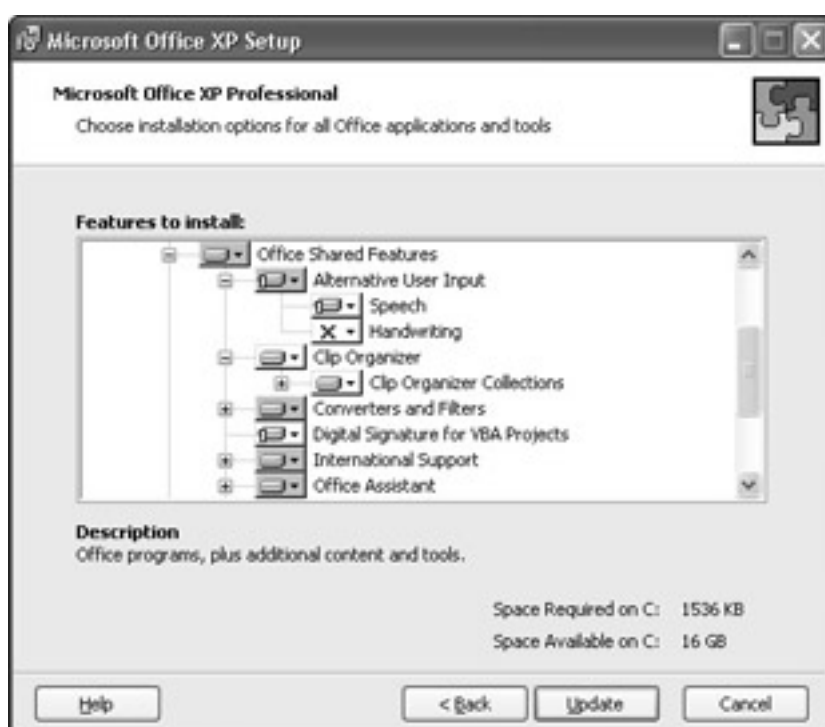 Microsoft Office XP Setup
Microsoft Office XP Professional
Choose installation options for all Office applications and tools
Features to install:
Office Shared Features
Alternative User Input
Speech
Handwriting
Clip Organizer
Clip Organizer Collections
Converters and Filters
Digital Signature for VBA Projects
International Support
Office Assistant
Description
Office programs, plus additional content and tools.
Space Required on C: 1536 KB
Space Available on C: 16 GB
Help < Back Update Cancel